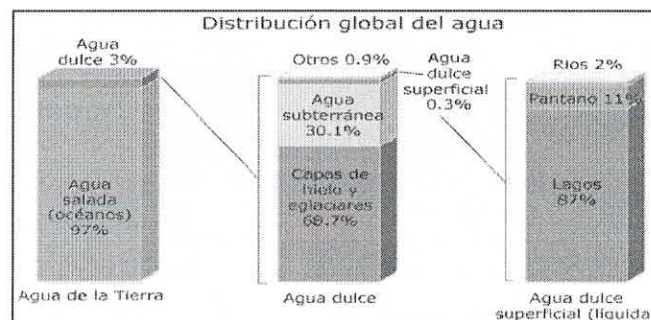 Distribución global del agua
Agua
dulce 3%
Agua
salada
(océanos)
97%
Agua de la Tierra
Otros 0.9%
Agua
subterránea
30.1%
Capas de
hielo y
eglaciares
68.7%
Agua dulce
Agua
dulce
superficial
0.3%
Rios 2%
Pantano 11%
Lagos
87%
Agua dulce
superficial (líquida